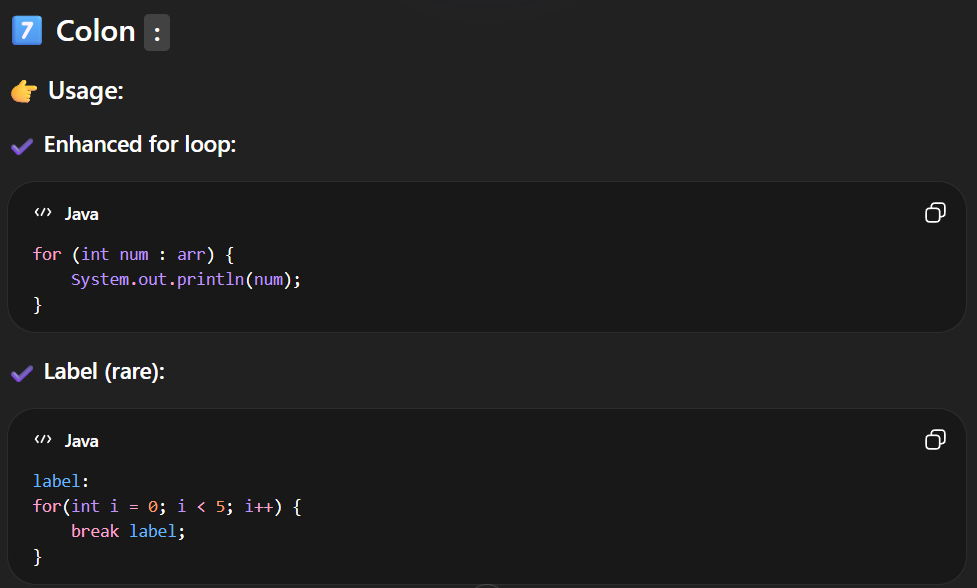 7️⃣ Colon :
👉 Usage:
✔ Enhanced for loop:
</> Java
for (int num : arr) {
    System.out.println(num);
}
✔ Label (rare):
</> Java
label:
for(int i = 0; i < 5; i++) {
    break label;
}